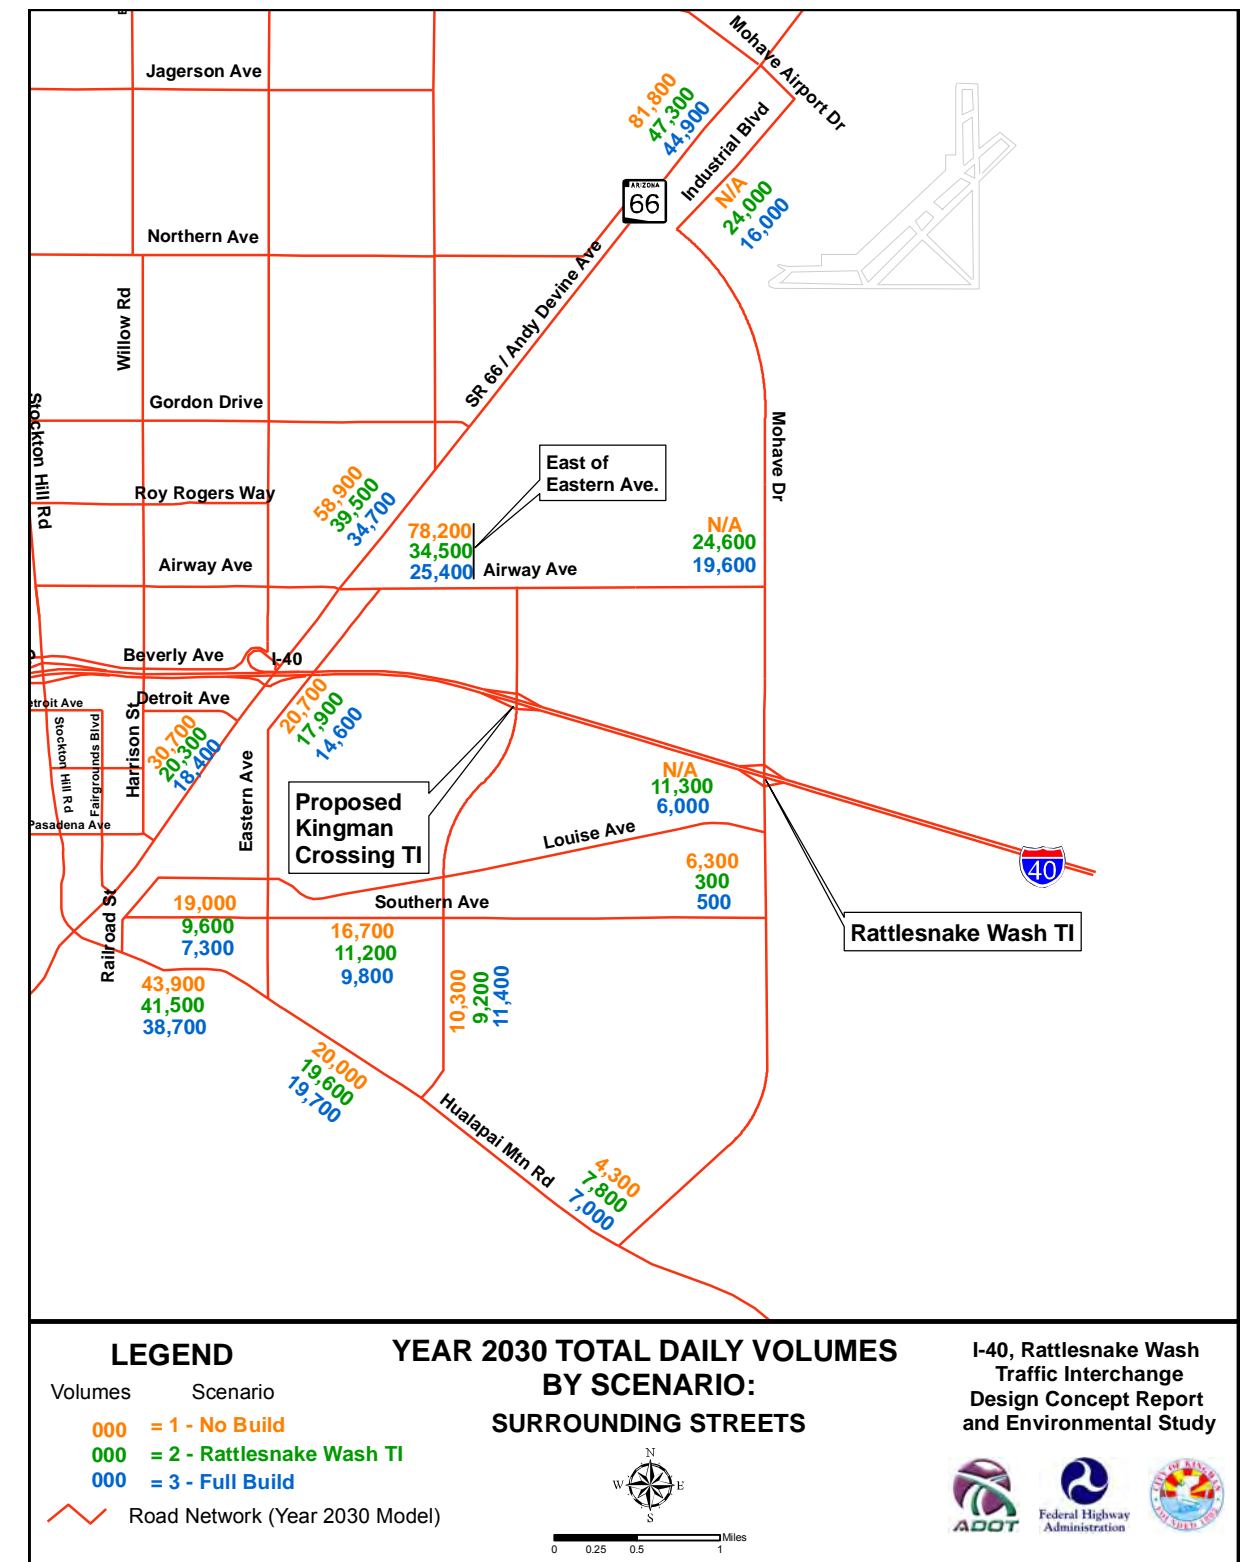 Mohave Airport Dr
Jagerson Ave
81,800
47,300
44,900
Industrial Blvd
ARIZONA
66
N/A
24,000
16,000
Northern Ave
SR 66 / Andy Devine Ave
Willow Rd
Stockton Hill Rd
Gordon Drive
Mohave Dr
East of
Eastern Ave.
Roy Rogers Way
58,900
39,500
34,700
78,200
34,500
25,400
N/A
24,600
19,600
Airway Ave
Airway Ave
Beverly Ave
I-40
Detroit Ave
etroit Ave
Stockton Hill Rd
Fairgrounds Blvd
Harrison St
30,700
20,300
18,400
20,700
17,900
14,600
Eastern Ave
N/A
11,300
6,000
Proposed
Kingman
Crossing TI
Pasadena Ave
Louise Ave
40
6,300
300
500
Railroad St
19,000
9,600
7,300
Southern Ave
16,700
11,200
9,800
Rattlesnake Wash TI
43,900
41,500
38,700
10,300
9,200
11,400
20,000
19,600
19,700
Hualapai Mtn Rd
4,300
7,800
7,000
LEGEND
Volumes Scenario
000 = 1 - No Build
000 = 2 - Rattlesnake Wash TI
000 = 3 - Full Build
Road Network (Year 2030 Model)
YEAR 2030 TOTAL DAILY VOLUMES
BY SCENARIO:
SURROUNDING STREETS
N
W E
S
Miles
0 0.25 0.5 1
I-40, Rattlesnake Wash
Traffic Interchange
Design Concept Report
and Environmental Study
ADOT
Federal Highway
Administration
CITY OF KINGMAN
FOUNDED 1882